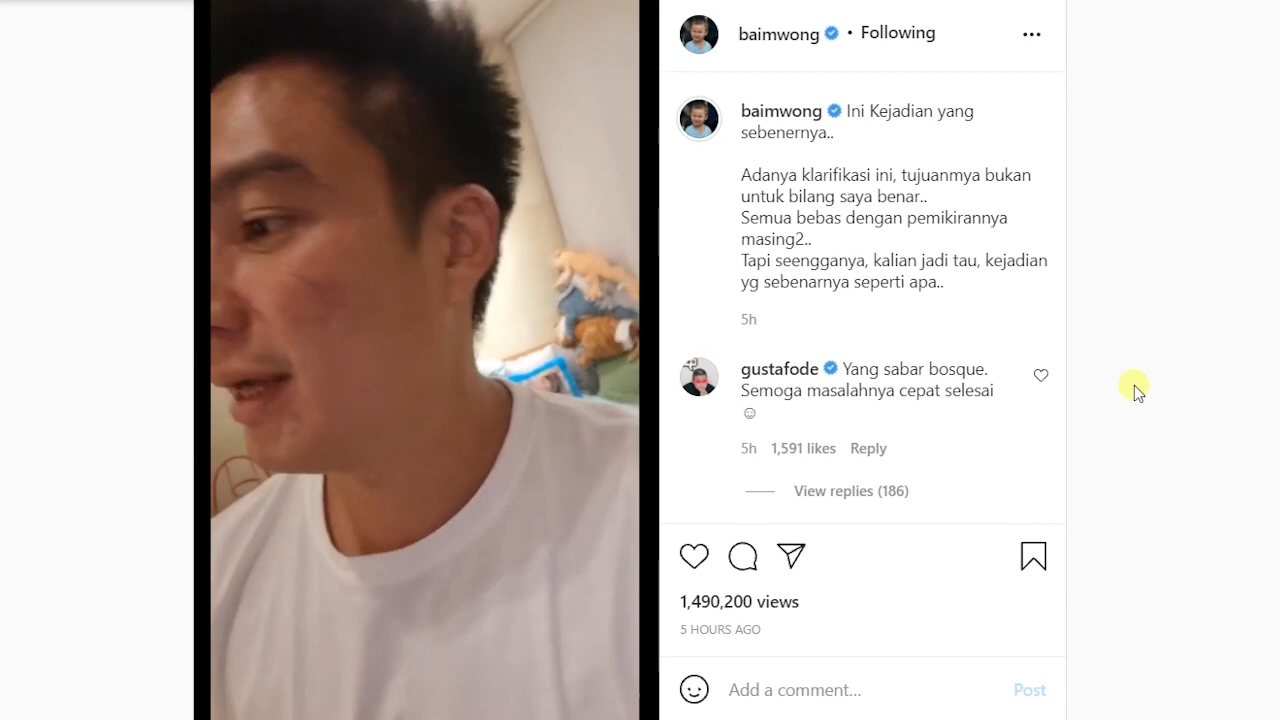 baimwong • Following
baimwong Ini Kejadian yang
sebenernya..
Adanya klarifikasi ini, tujuanmya bukan
untuk bilang saya benar..
Semua bebas dengan pemikirannya
masing2..
Tapi seengganya, kalian jadi tau, kejadian
yg sebenarnya seperti apa..
5h
gustafode Yang sabar bosque.
Semoga masalahnya cepat selesai
☺
5h 1,591 likes Reply
View replies (186)
1,490,200 views
5 HOURS AGO
Add a comment... Post